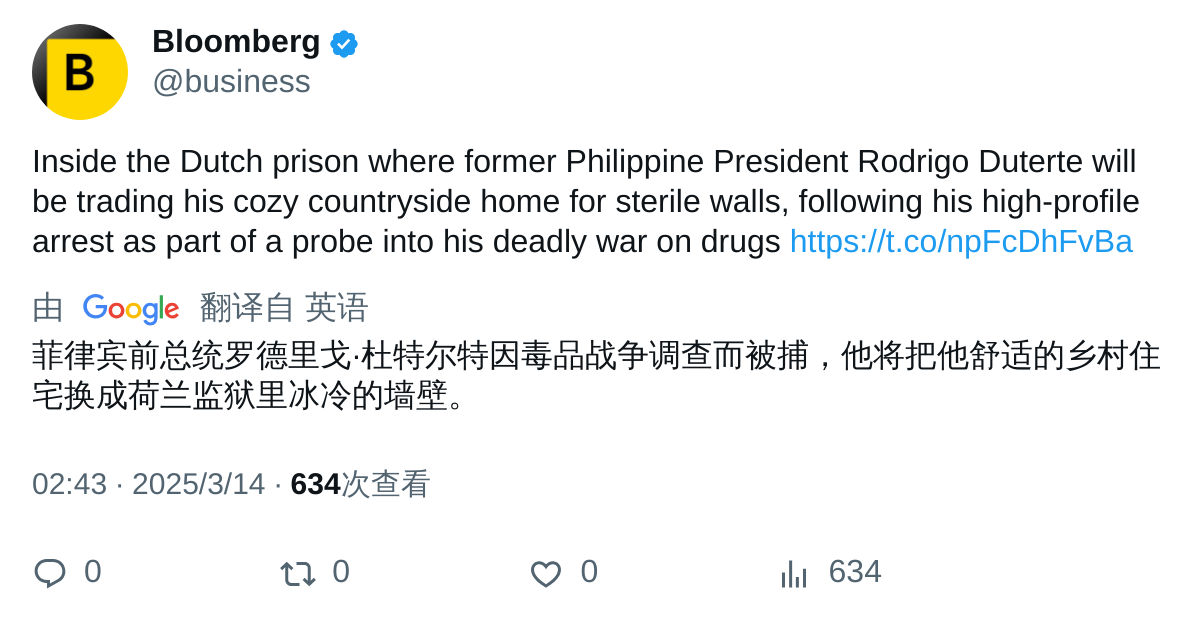 B
Bloomberg
@business
Inside the Dutch prison where former Philippine President Rodrigo Duterte will
be trading his cozy countryside home for sterile walls, following his high-profile
arrest as part of a probe into his deadly war on drugs https://t.co/npFcDhFvBa
由 Google 翻译自 英语
菲律宾前总统罗德里戈·杜特尔特因毒品战争调查而被捕，他将把他舒适的乡村住
宅换成荷兰监狱里冰冷的墙壁。
02:43 · 2025/3/14 · 634次查看
0 0 0 634